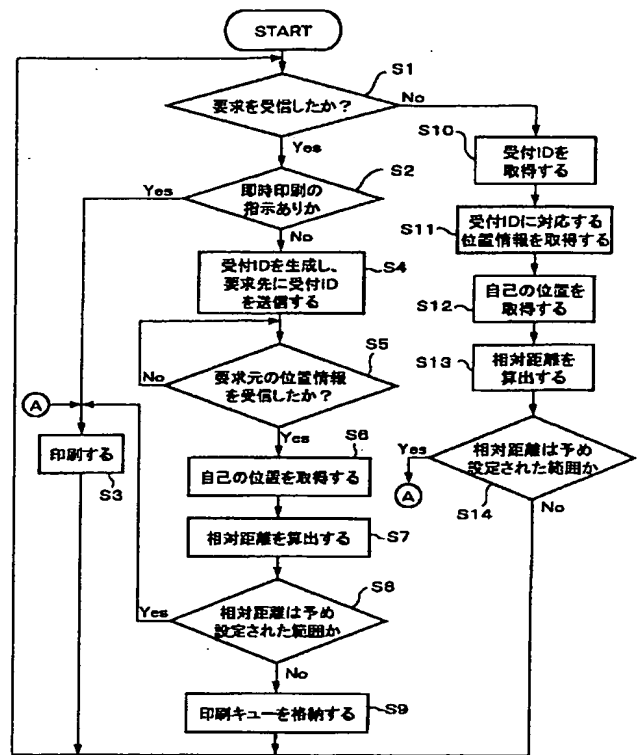 START
要求を受信したか?
S1
No
Yes
即時印刷の
指示ありか
S2
Yes
No
受付IDを生成し、
要求先に受付ID
を送信する
S4
要求元の位置情報
を受信したか?
S5
No
Yes
A
印刷する
S3
自己の位置を取得する
S6
相対距離を算出する
S7
相対距離は予め
設定された範囲か
S8
Yes
No
印刷キューを格納する
S9
S10
受付IDを
取得する
S11
受付IDに対応する
位置情報を取得する
S12
自己の位置を
取得する
S13
相対距離を
算出する
相対距離は予め
設定された範囲か
S14
Yes
A
No